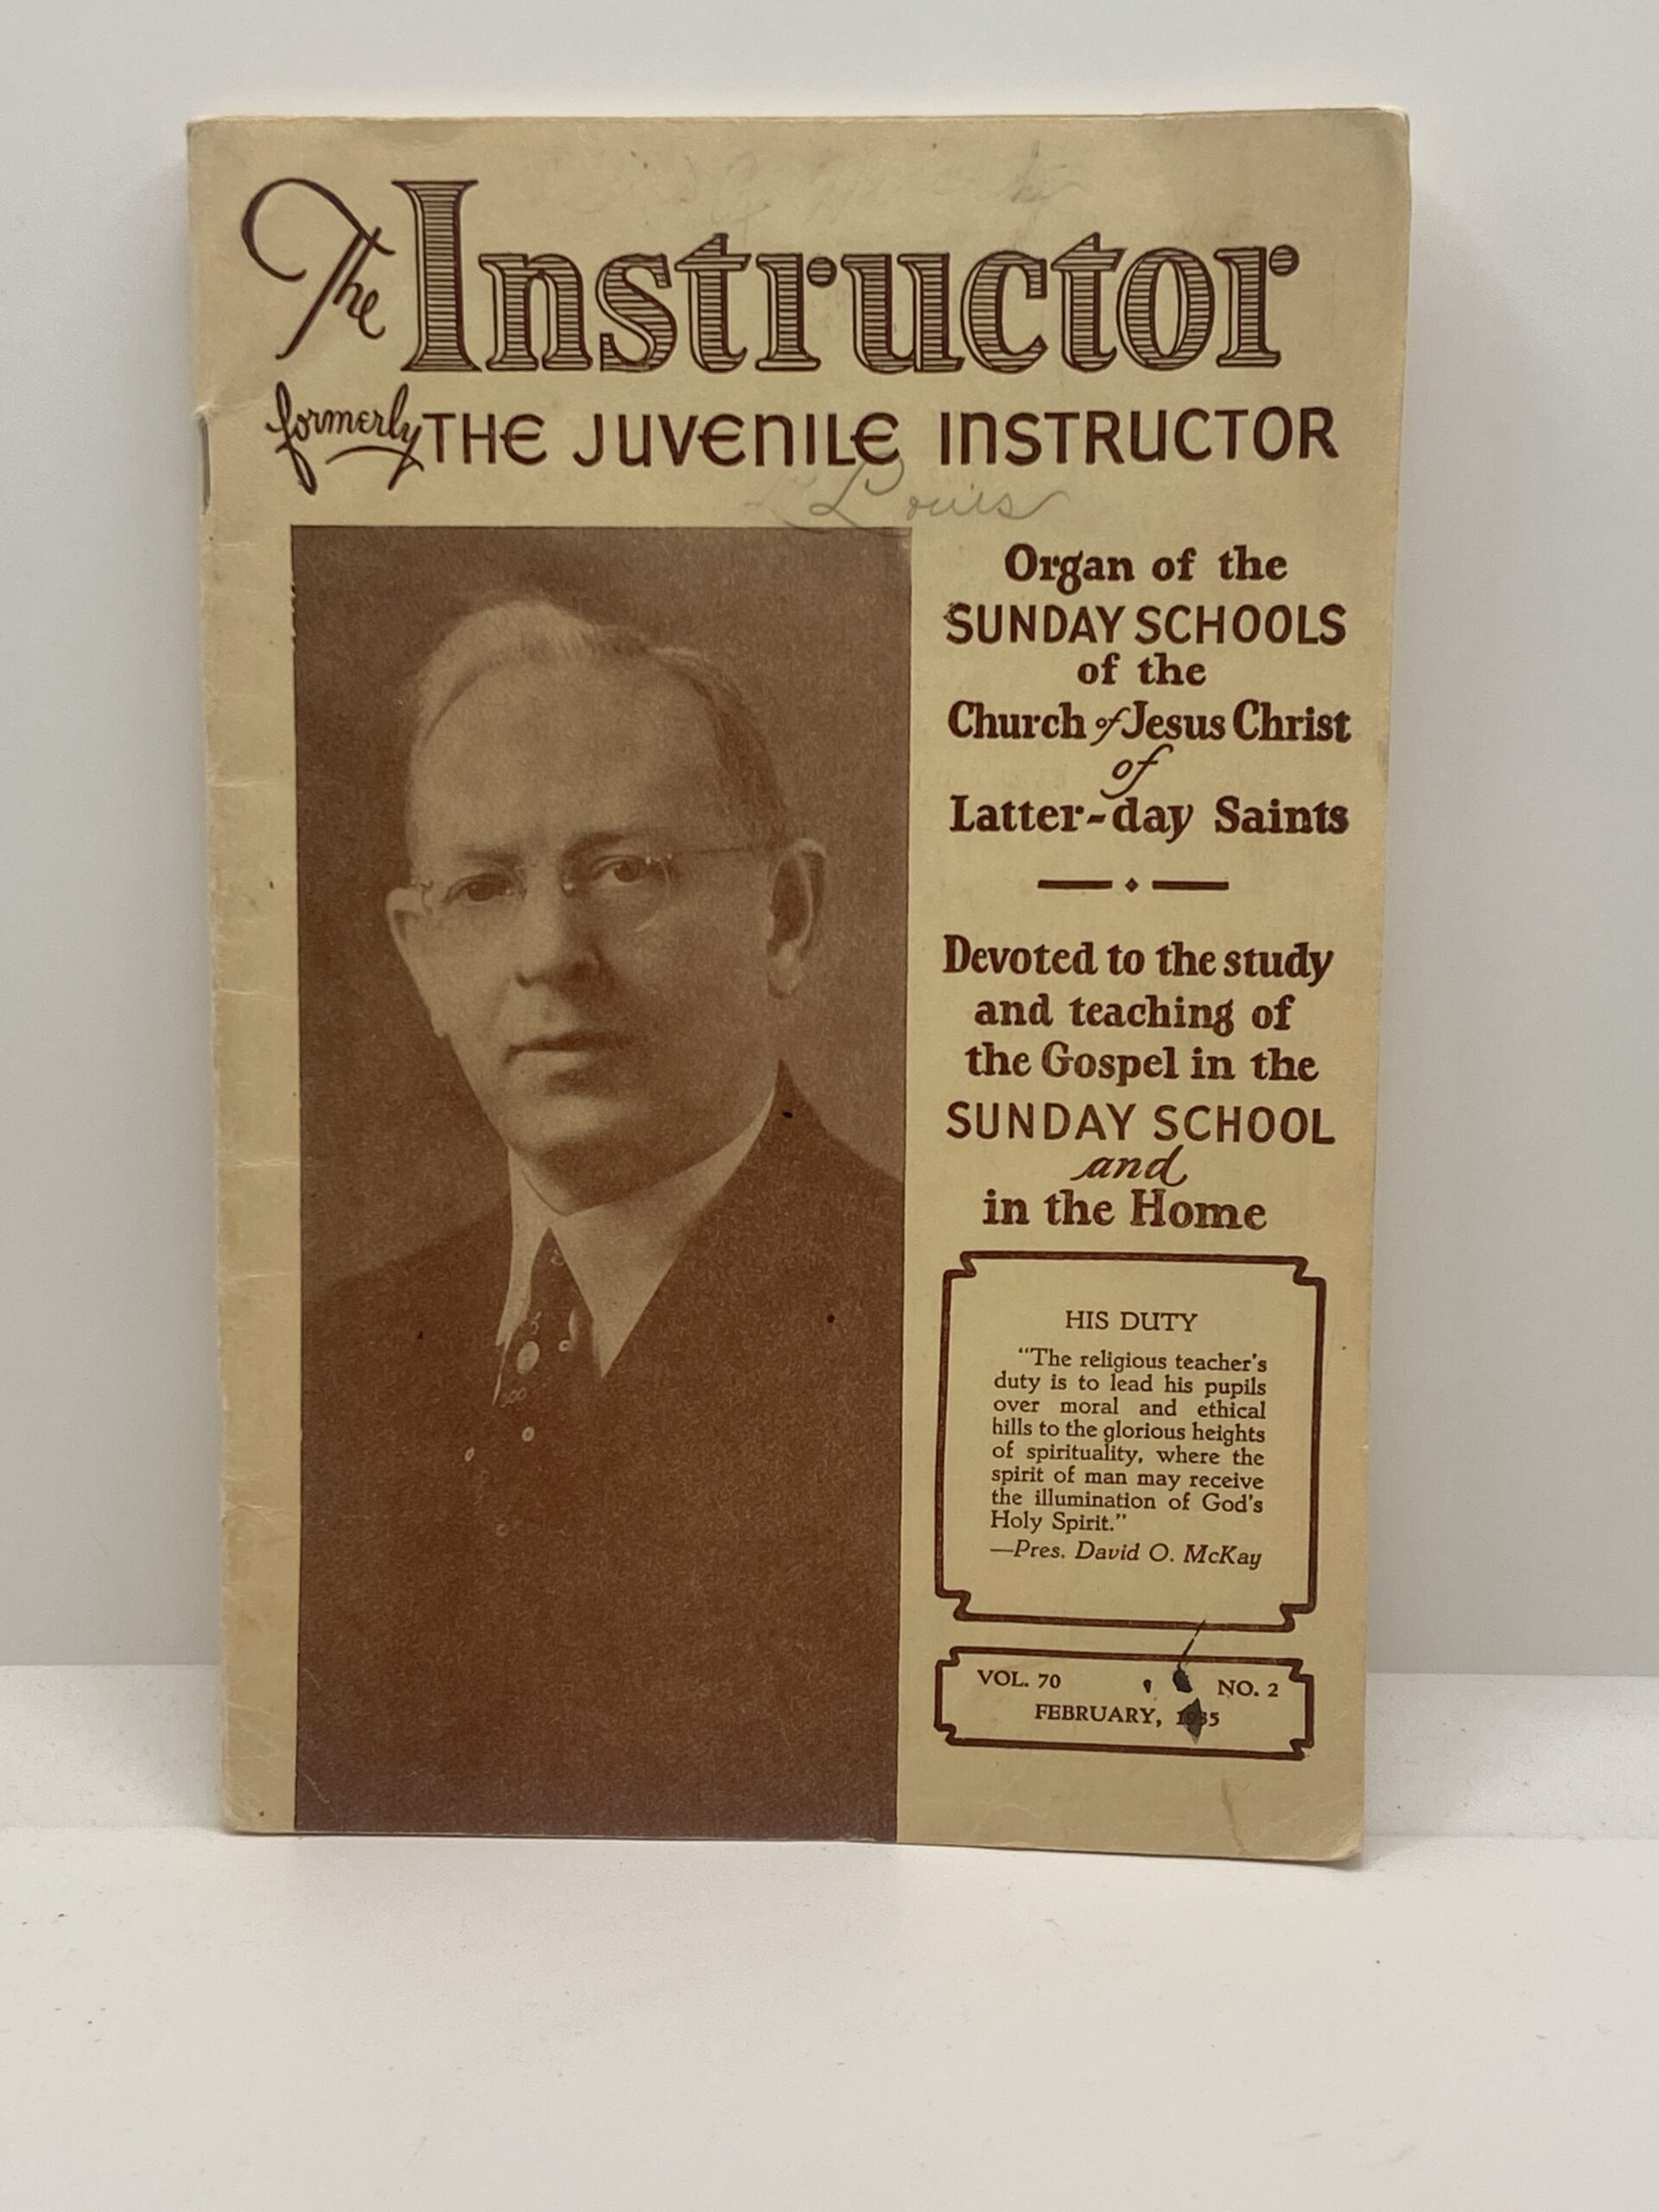 The Instructor
formerly THE JUVENILE INSTRUCTOR
Louis
Organ of the
SUNDAY SCHOOLS
of the
Church of Jesus Christ
of
Latter-day Saints
Devoted to the study
and teaching of
the Gospel in the
SUNDAY SCHOOL
and
in the Home
HIS DUTY
"The religious teacher's
duty is to lead his pupils
over moral and ethical
hills to the glorious heights
of spirituality, where the
spirit of man may receive
the illumination of God's
Holy Spirit."
—Pres. David O. McKay
VOL. 70 NO. 2
FEBRUARY, 1935